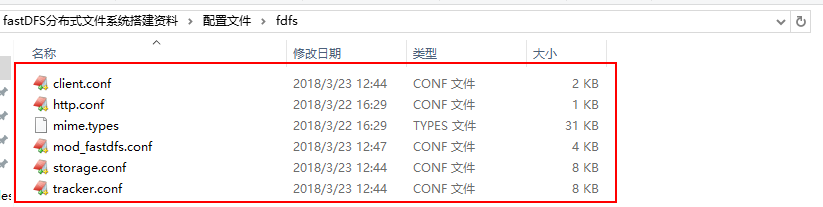 fastDFS分布式文件系统搭建资料 > 配置文件 > fdfs
名称 修改日期 类型 大小
client.conf 2018/3/23 12:44 CONF 文件 2 KB
http.conf 2018/3/22 16:29 CONF 文件 1 KB
mime.types 2018/3/22 16:29 TYPES 文件 31 KB
mod_fastdfs.conf 2018/3/23 12:47 CONF 文件 4 KB
storage.conf 2018/3/23 12:44 CONF 文件 8 KB
tracker.conf 2018/3/23 12:44 CONF 文件 8 KB